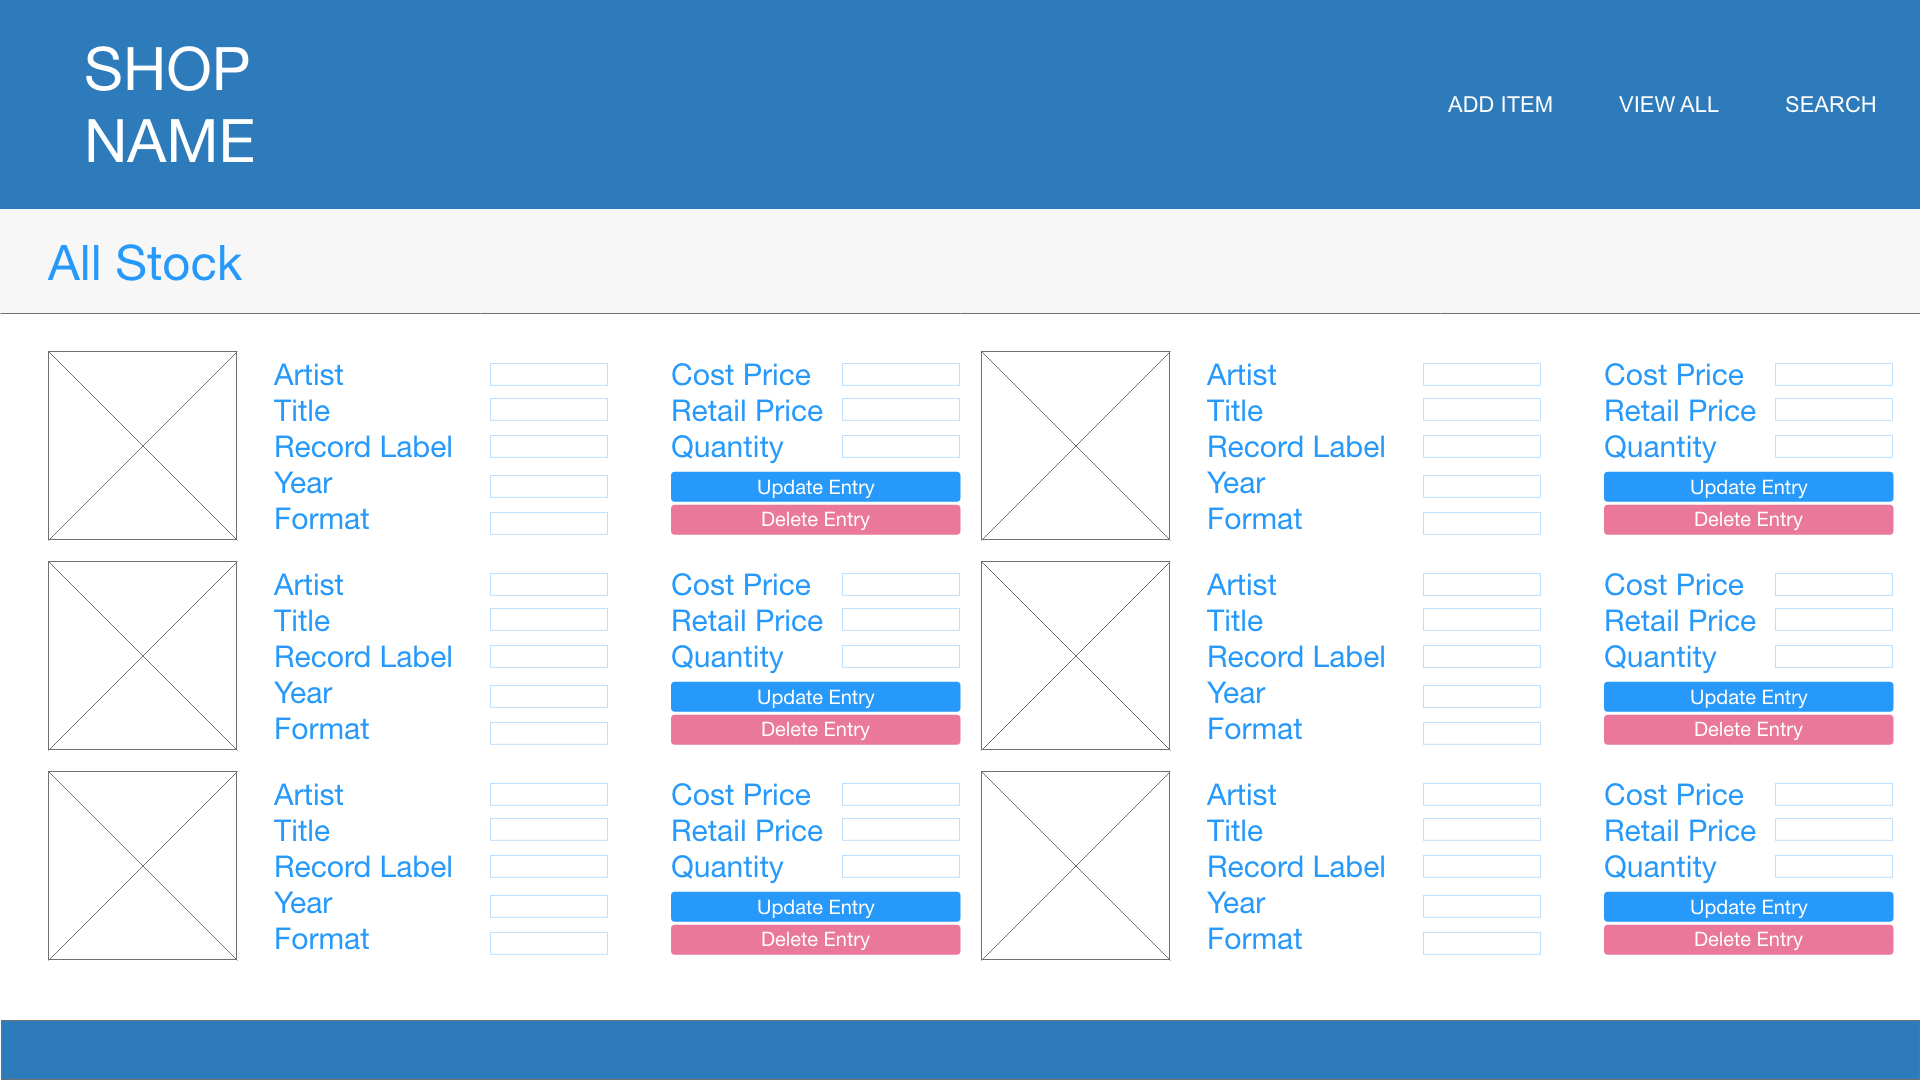 SHOP
NAME
ADD ITEM
VIEW ALL
SEARCH
All Stock
Artist
Title
Record Label
Year
Format
Cost Price
Retail Price
Quantity
Update Entry
Delete Entry
Artist
Title
Record Label
Year
Format
Cost Price
Retail Price
Quantity
Update Entry
Delete Entry
Artist
Title
Record Label
Year
Format
Cost Price
Retail Price
Quantity
Update Entry
Delete Entry
Artist
Title
Record Label
Year
Format
Cost Price
Retail Price
Quantity
Update Entry
Delete Entry
Artist
Title
Record Label
Year
Format
Cost Price
Retail Price
Quantity
Update Entry
Delete Entry
Artist
Title
Record Label
Year
Format
Cost Price
Retail Price
Quantity
Update Entry
Delete Entry